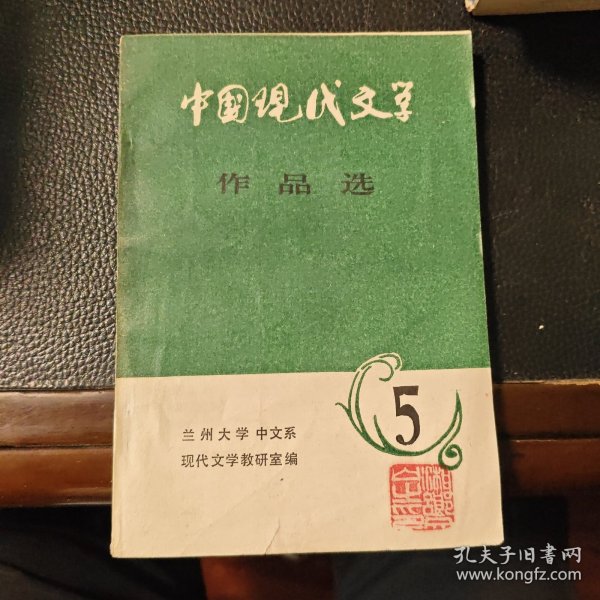 中國现代文学
作品选
5
兰州大学 中文系
现代文学教研室编
孔夫子旧书网
www.kongfz.com